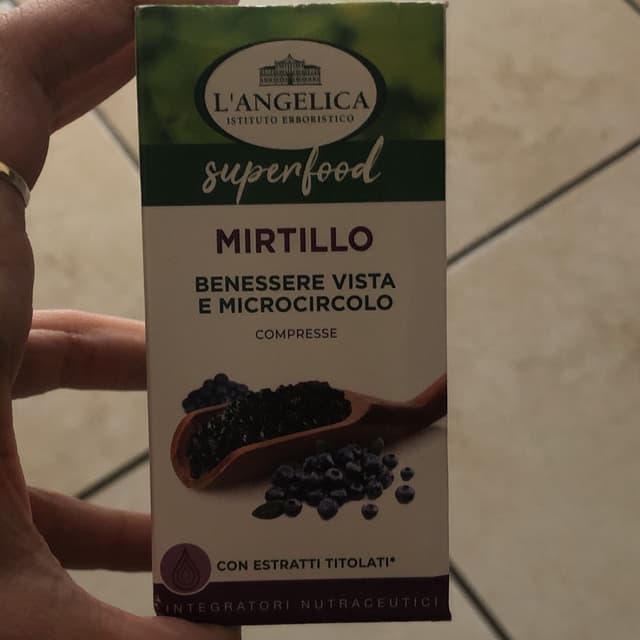 L'ANGELICA
ISTITUTO ERBORISTICO
superfood
MIRTILLO
BENESSERE VISTA
E MICROCIRCOLO
COMPRESSE
CON ESTRATTI TITOLATI*
INTEGRATORI NUTRACEUTICI